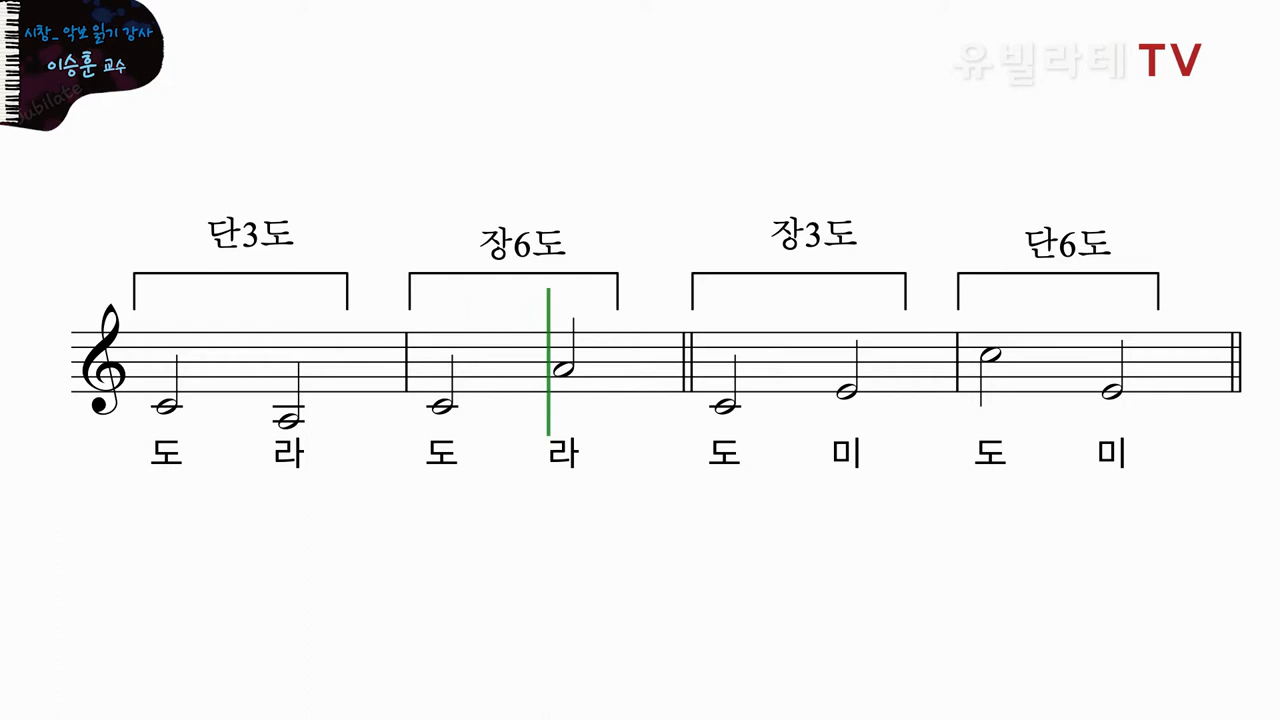 시창_ 악보 읽기 강사
이승훈 교수
Jubilate
유빌라테 TV
단3도 장6도 장3도 단6도
도 라 도 라 도 미 도 미